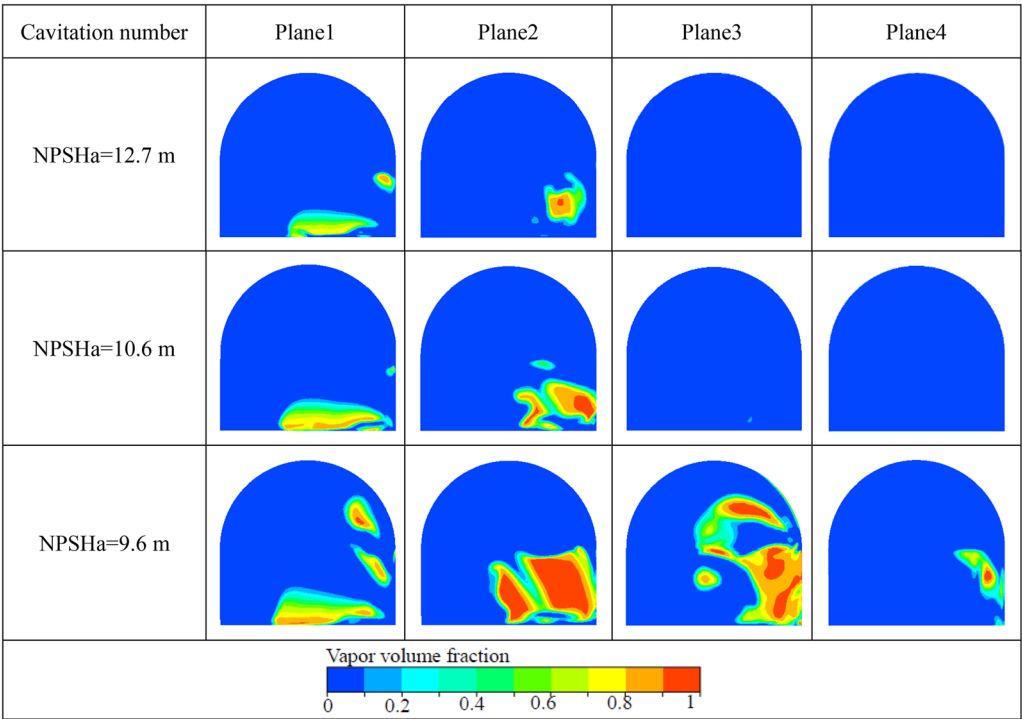 Cavitation number Plane1 Plane2 Plane3 Plane4
NPSHa=12.7 m
NPSHa=10.6 m
NPSHa=9.6 m
Vapor volume fraction
0 0.2 0.4 0.6 0.8 1